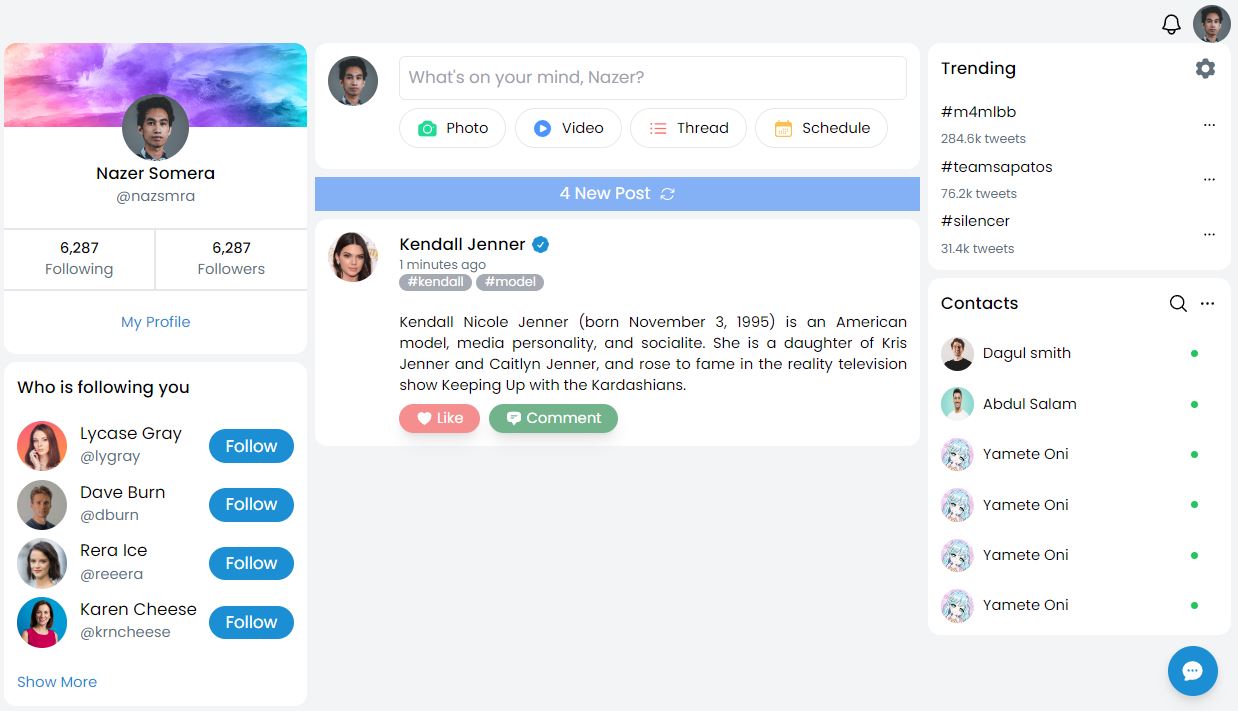 Nazer Somera
@nazsmra
6,287
Following
6,287
Followers
My Profile
Who is following you
Lycase Gray
@lygray
Follow
Dave Burn
@dburn
Follow
Rera Ice
@reeera
Follow
Karen Cheese
@krncheese
Follow
Show More
What's on your mind, Nazer?
Photo
Video
Thread
Schedule
4 New Post
Kendall Jenner
1 minutes ago
#kendall #model
Kendall Nicole Jenner (born November 3, 1995) is an American
model, media personality, and socialite. She is a daughter of Kris
Jenner and Caitlyn Jenner, and rose to fame in the reality television
show Keeping Up with the Kardashians.
Like
Comment
Trending
#m4mlbb
284.6k tweets
#teamsapatos
76.2k tweets
#silencer
31.4k tweets
Contacts
Dagul smith
Abdul Salam
Yamete Oni
Yamete Oni
Yamete Oni
Yamete Oni